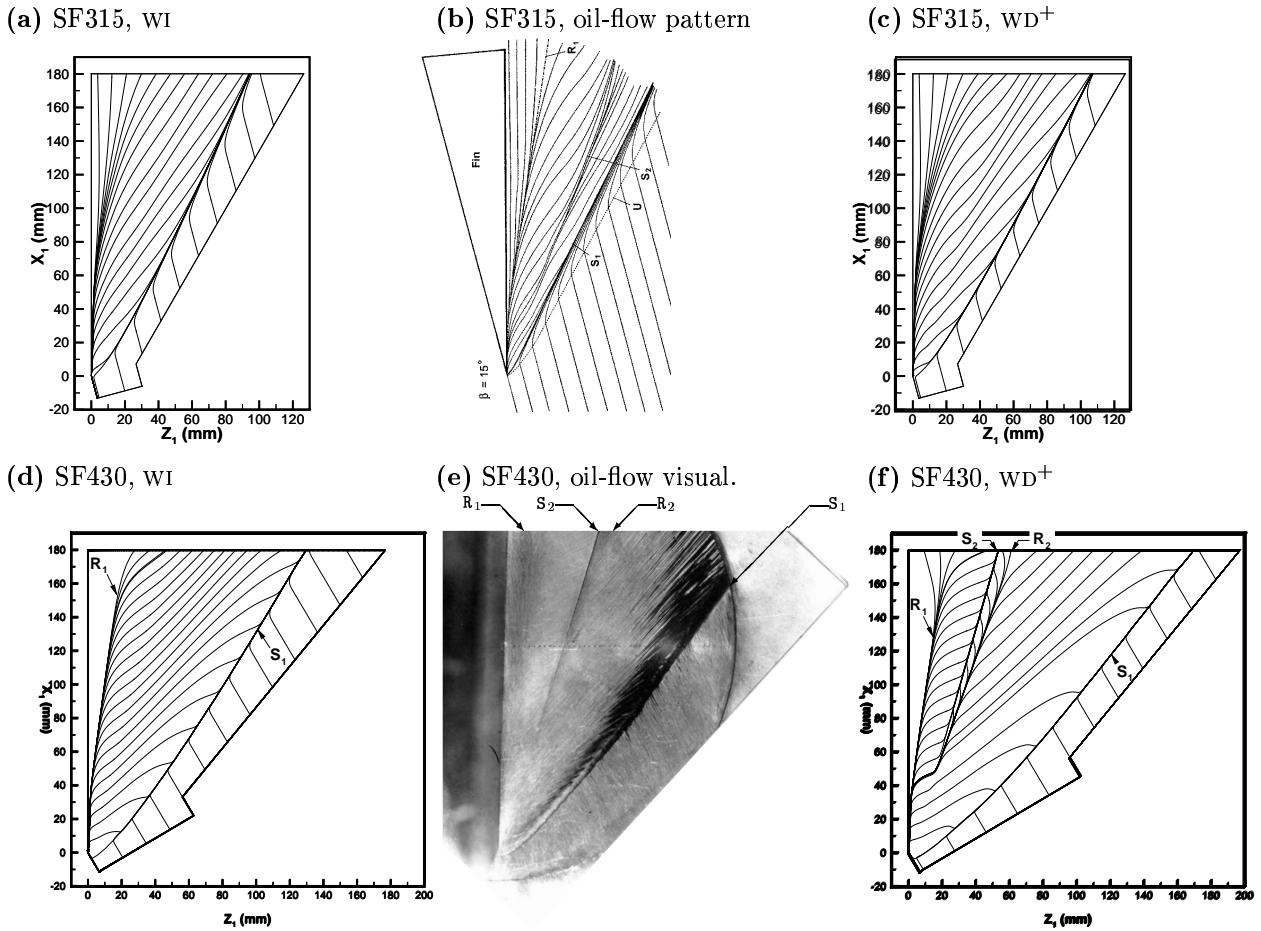 (a) SF315, WI
(b) SF315, oil-flow pattern
(c) SF315, WD+
180
160
140
120
100
80
60
40
20
0
-20
X1 (mm)
0 20 40 60 80 100 120
Z1 (mm)
R1
Fin
S2
U
S1
β = 15°
180
160
140
120
100
80
60
40
20
0
-20
X1 (mm)
0 20 40 60 80 100 120
Z1 (mm)
(d) SF430, WI
(e) SF430, oil-flow visual.
(f) SF430, WD+
180
160
140
120
100
80
60
40
20
0
-20
X1 (mm)
R1
S1
0 20 40 60 80 100 120 140 160 180 200
Z1 (mm)
R1 S2 R2 S1
180
160
140
120
100
80
60
40
20
0
-20
X1 (mm)
S2 R2
R1
S1
0 20 40 60 80 100 120 140 160 180 200
Z1 (mm)